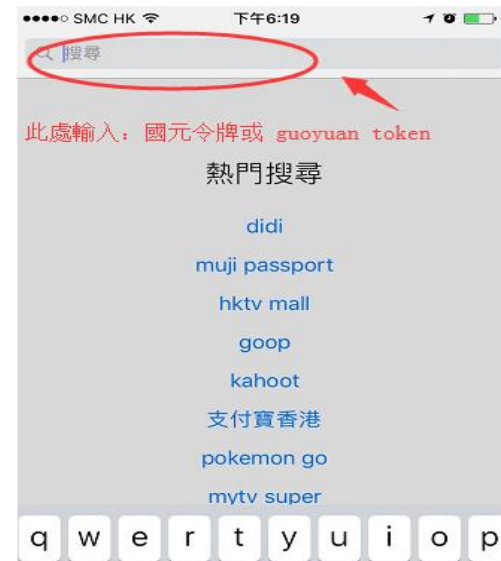 SMC HK 下午6:19
搜尋
此處輸入：國元令牌或 guoyuan token
熱門搜尋
didi
muji passport
hktv mall
goop
kahoot
支付寶香港
pokemon go
mytv super
q w e r t y u i o p